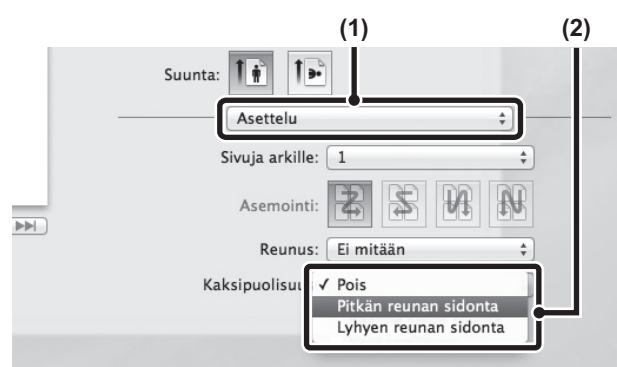 (1) (2)
Suunta:
Asettelu
Sivuja arkille: 1
Asemointi:
Reunus: Ei mitään
Kaksipuolisuu ✓ Pois
Pitkän reunan sidonta
Lyhyen reunan sidonta